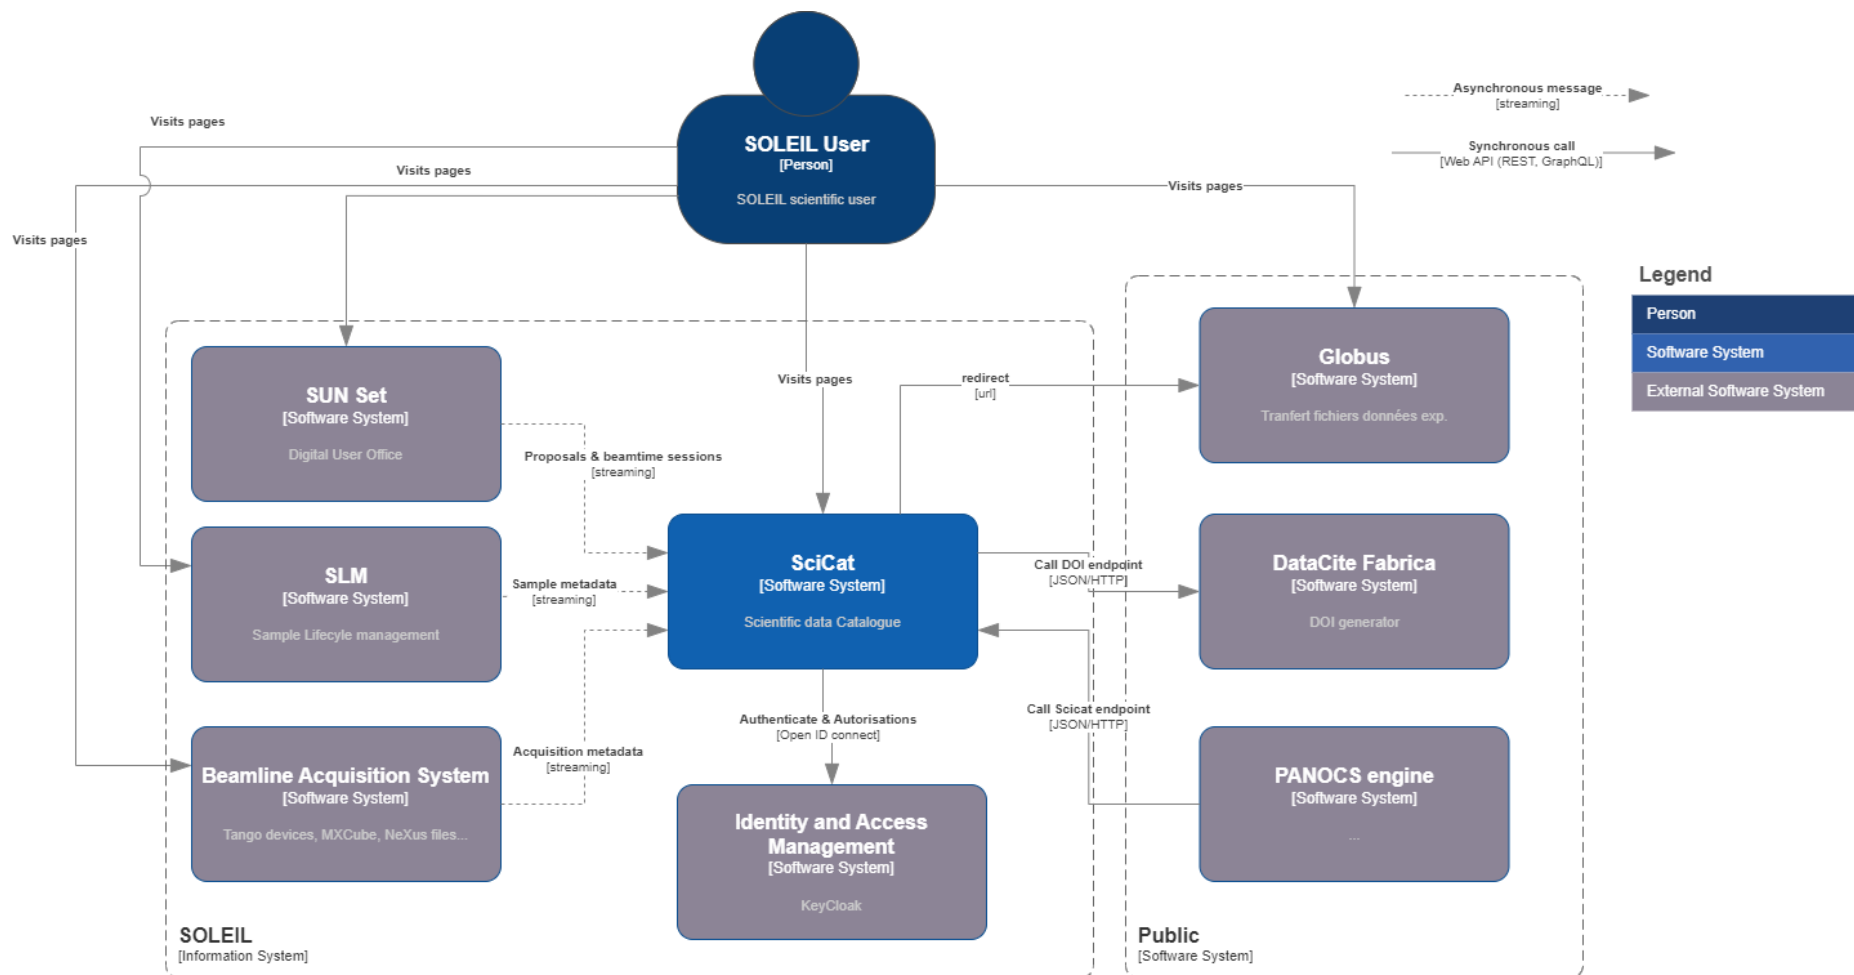 Asynchronous message
[streaming]
Synchronous call
[Web API (REST, GraphQL)]
SOLEIL User
[Person]
SOLEIL scientific user
Visits pages
Visits pages
Visits pages
Visits pages
Visits pages
Legend
Person
Software System
External Software System
SUN Set
[Software System]
Digital User Office
Proposals & beamtime sessions
[streaming]
SLM
[Software System]
Sample Lifecyle management
Sample metadata
[streaming]
Beamline Acquisition System
[Software System]
Tango devices, MXCube, NeXus files...
Acquisition metadata
[streaming]
SciCat
[Software System]
Scientific data Catalogue
Authenticate & Autorisations
[Open ID connect]
Identity and Access
Management
[Software System]
KeyCloak
redirect
[url]
Call DOI endpoint
[JSON/HTTP]
Call Scicat endpoint
[JSON/HTTP]
Globus
[Software System]
Tranfert fichiers données exp.
DataCite Fabrica
[Software System]
DOI generator
PANOCS engine
[Software System]
...
SOLEIL
[Information System]
Public
[Software System]